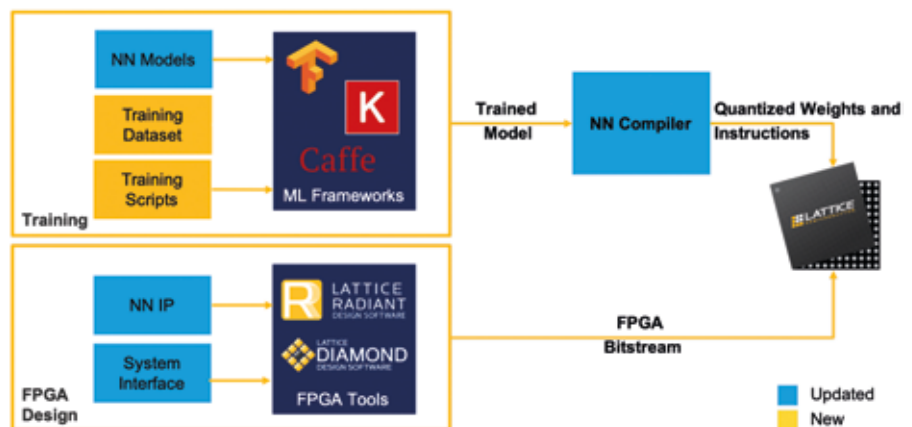 NN Models
Training
Dataset
Training
Scripts
Training
K
Caffe
ML Frameworks
Trained
Model
NN Compiler
Quantized Weights and
Instructions
LATTICE
NN IP
System
Interface
FPGA
Design
R
LATTICE
RADIANT
DESIGN SOFTWARE
LATTICE
DIAMOND
DESIGN SOFTWARE
FPGA Tools
FPGA
Bitstream
Updated
New